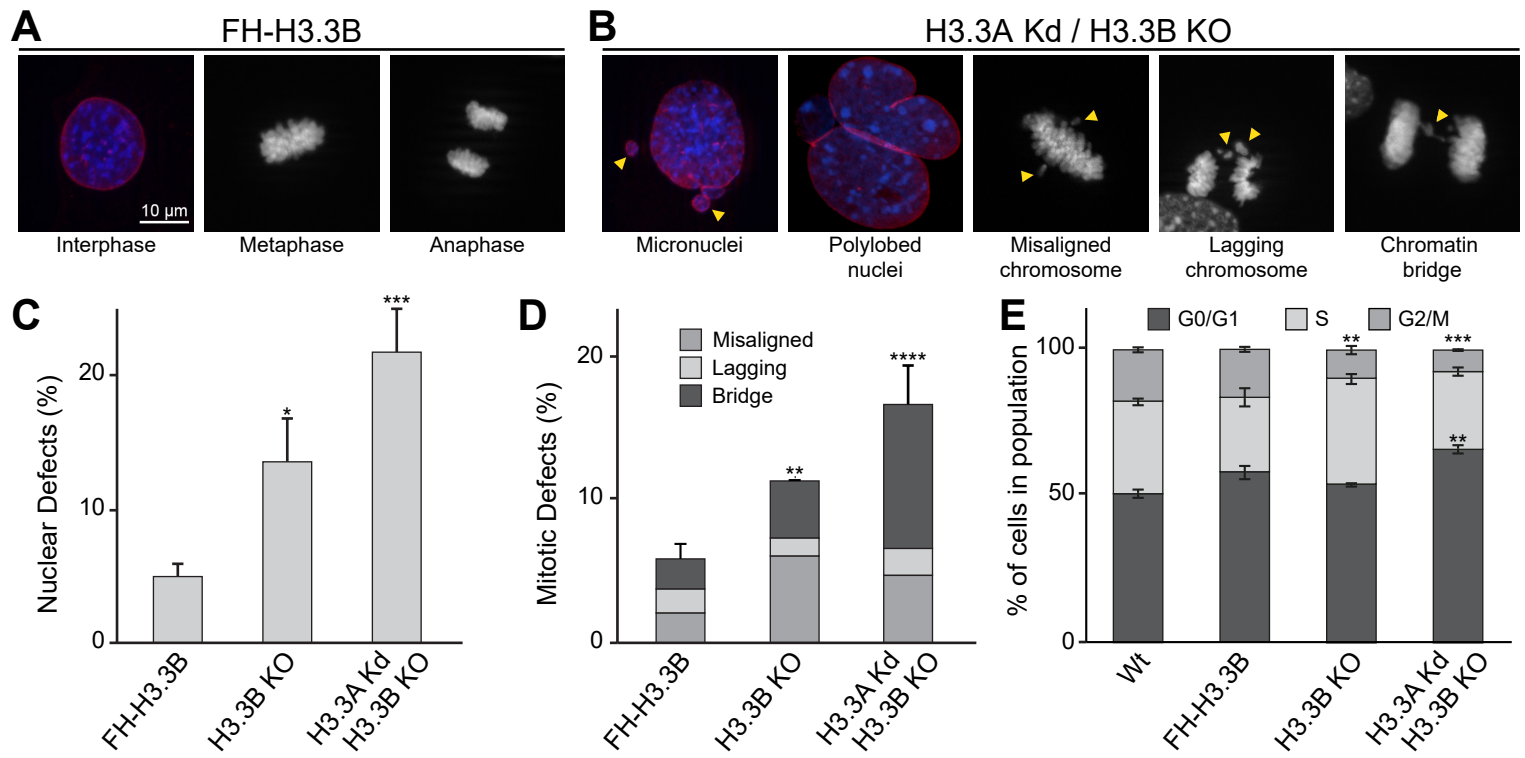 A
FH-H3.3B
10 µm
Interphase
Metaphase
Anaphase
B
H3.3A Kd / H3.3B KO
Micronuclei
Polylobed
nuclei
Misaligned
chromosome
Lagging
chromosome
Chromatin
bridge
C
Nuclear Defects (%)
20
10
0
*
***
FH-H3.3B
H3.3B KO
H3.3A Kd
H3.3B KO
D
Mitotic Defects (%)
20
10
0
Misaligned
Lagging
Bridge
**
****
FH-H3.3B
H3.3B KO
H3.3A Kd
H3.3B KO
E
% of cells in population
G0/G1
S
G2/M
100
50
0
**
***
**
Wt
FH-H3.3B
H3.3B KO
H3.3A Kd
H3.3B KO